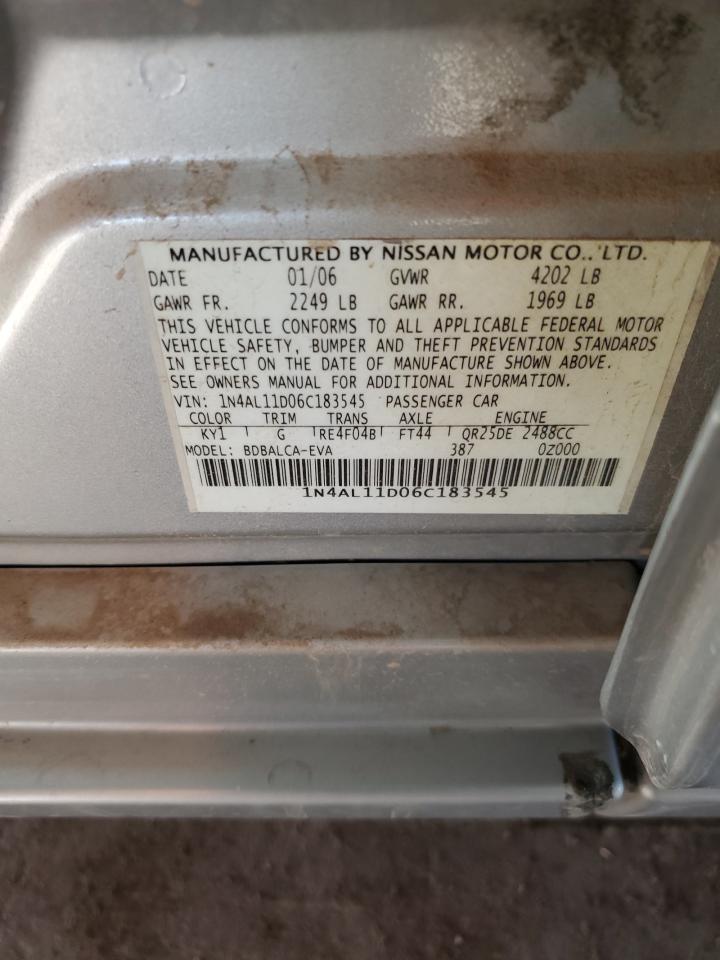 MANUFACTURED BY NISSAN MOTOR CO.,'LTD.
DATE 01/06 GVWR 4202 LB
GAWR FR. 2249 LB GAWR RR. 1969 LB
THIS VEHICLE CONFORMS TO ALL APPLICABLE FEDERAL MOTOR
VEHICLE SAFETY, BUMPER AND THEFT PREVENTION STANDARDS
IN EFFECT ON THE DATE OF MANUFACTURE SHOWN ABOVE.
SEE OWNERS MANUAL FOR ADDITIONAL INFORMATION.
VIN: 1N4AL11D06C183545 PASSENGER CAR
COLOR TRIM TRANS AXLE ENGINE
KY1 G RE4F04B FT44 QR25DE 2488CC
MODEL: BDBALCA-EVA 387 0Z000
1N4AL11D06C183545